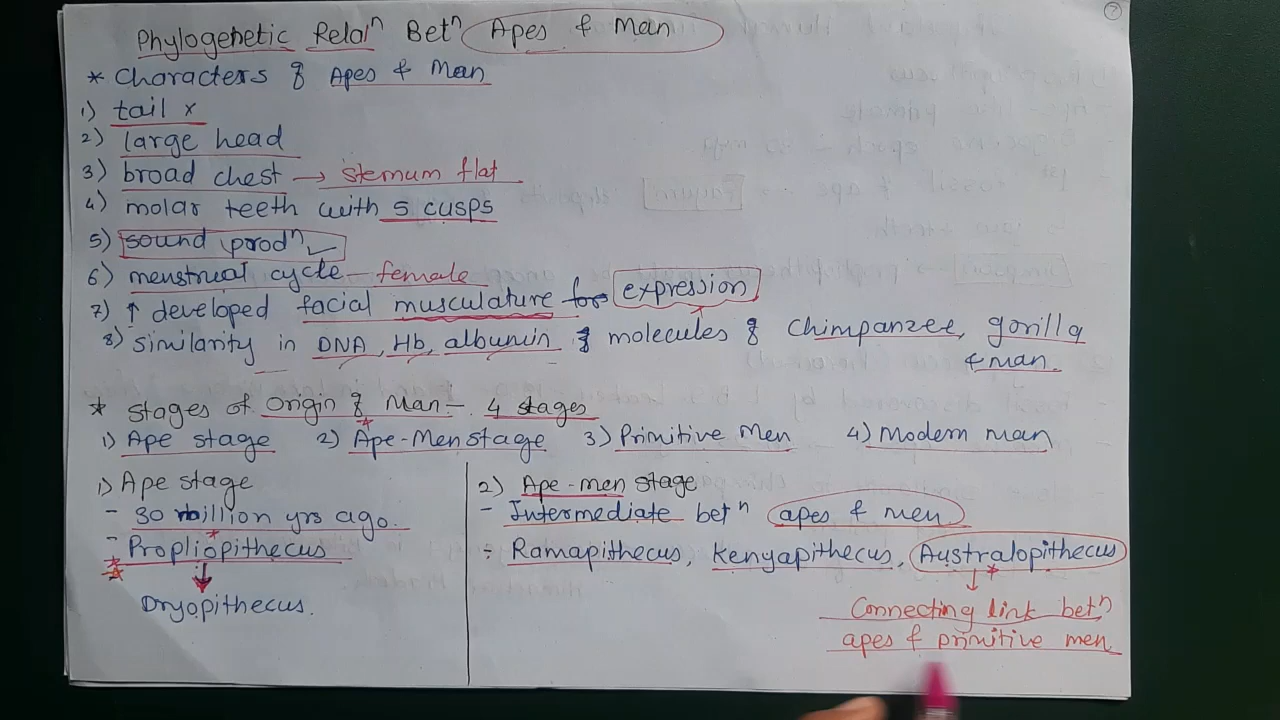 Phylogenetic Relaⁿ Betⁿ Apes & Man
* Characters of Apes & Man
1) tail x
2) large head
3) broad chest → sternum flat
4) molar teeth with 5 cusps
5) sound prodⁿ ✓
6) menstrual cycle - female
7) ↑ developed facial musculature for expression
8) similarity in DNA, Hb, albumin molecules of chimpanzee, gorilla
& man.
* Stages of Origin of Man - 4 stages
1) Ape stage 2) Ape-Men stage 3) Primitive Men 4) Modern man
1) Ape stage
- 30 million yrs ago.
- Propliopithecus
↓
Dryopithecus.
2) Ape-men stage
- Intermediate betⁿ apes & men
- Ramapithecus, Kenyapithecus, Australopithecus
↓
Connecting link betⁿ
apes & primitive men